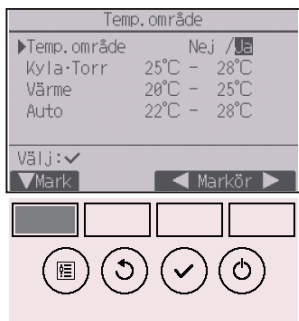 Temp.område
▶Temp.område Nej /Ja
Kyla·Torr 25°C - 28°C
Värme 20°C - 25°C
Auto 22°C - 28°C
Välj:✓
▼Mark ◀ Markör ▶